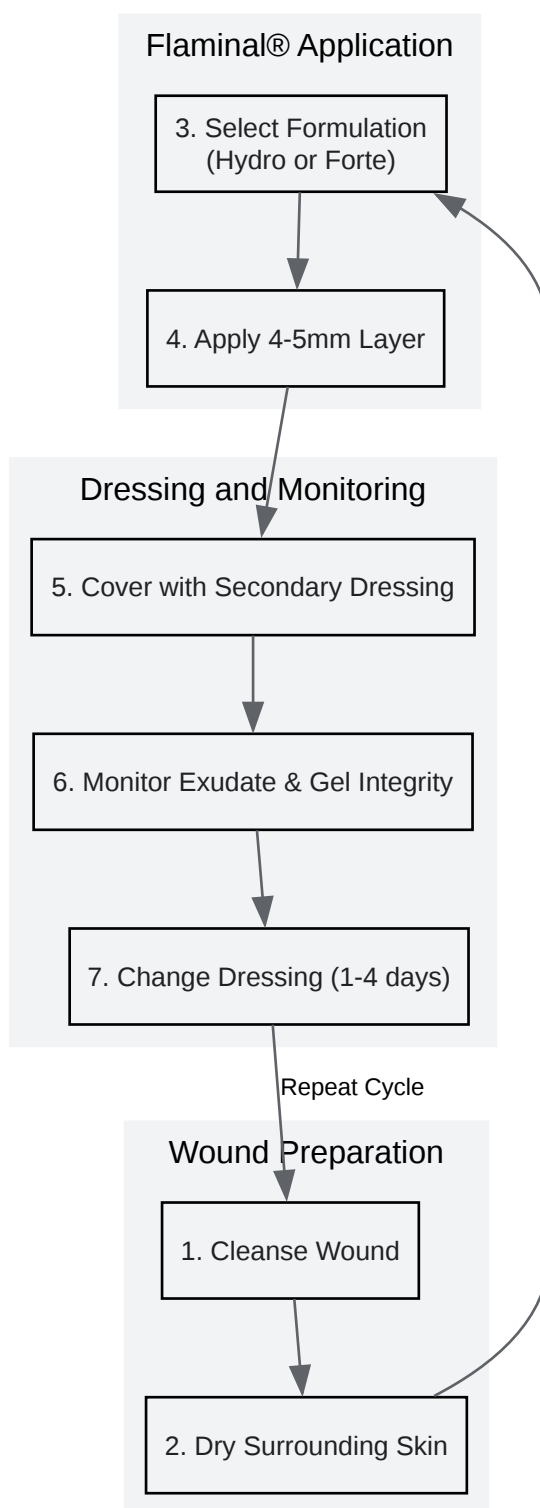 Flaminal® Application
3. Select Formulation
(Hydro or Forte)
4. Apply 4-5mm Layer
Dressing and Monitoring
5. Cover with Secondary Dressing
6. Monitor Exudate & Gel Integrity
7. Change Dressing (1-4 days)
Repeat Cycle
Wound Preparation
1. Cleanse Wound
2. Dry Surrounding Skin